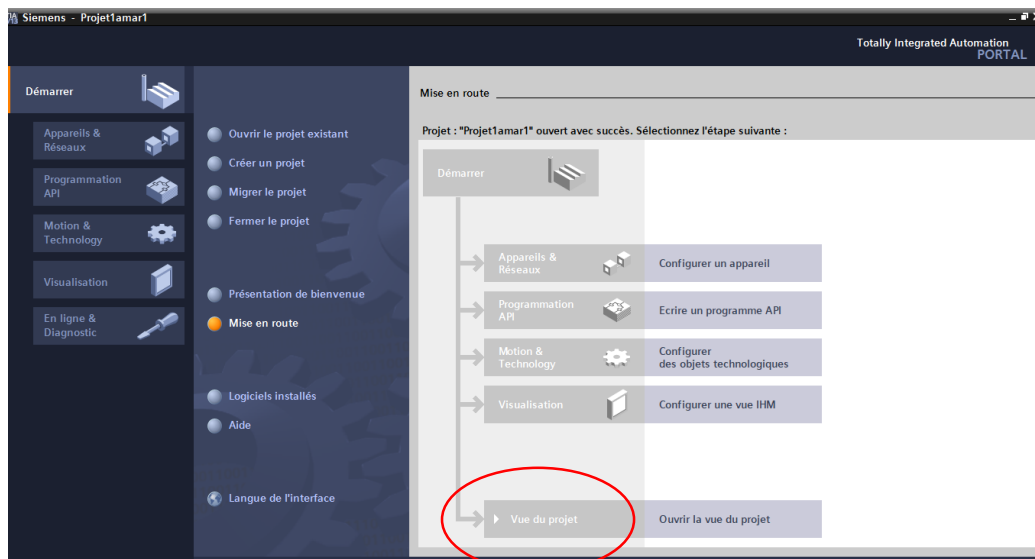 Siemens - Projet1amar1
Totally Integrated Automation
PORTAL
Démarrer
Appareils &
Réseaux
Programmation
API
Motion &
Technology
Visualisation
En ligne &
Diagnostic
Ouvrir le projet existant
Créer un projet
Migrer le projet
Fermer le projet
Présentation de bienvenue
Mise en route
Logiciels installés
Aide
Langue de l'interface
Mise en route
Projet : "Projet1amar1" ouvert avec succès. Sélectionnez l'étape suivante :
Démarrer
Appareils &
Réseaux
Configurer un appareil
Programmation
API
Ecrire un programme API
Motion &
Technology
Configurer
des objets technologiques
Visualisation
Configurer une vue IHM
Vue du projet
Ouvrir la vue du projet